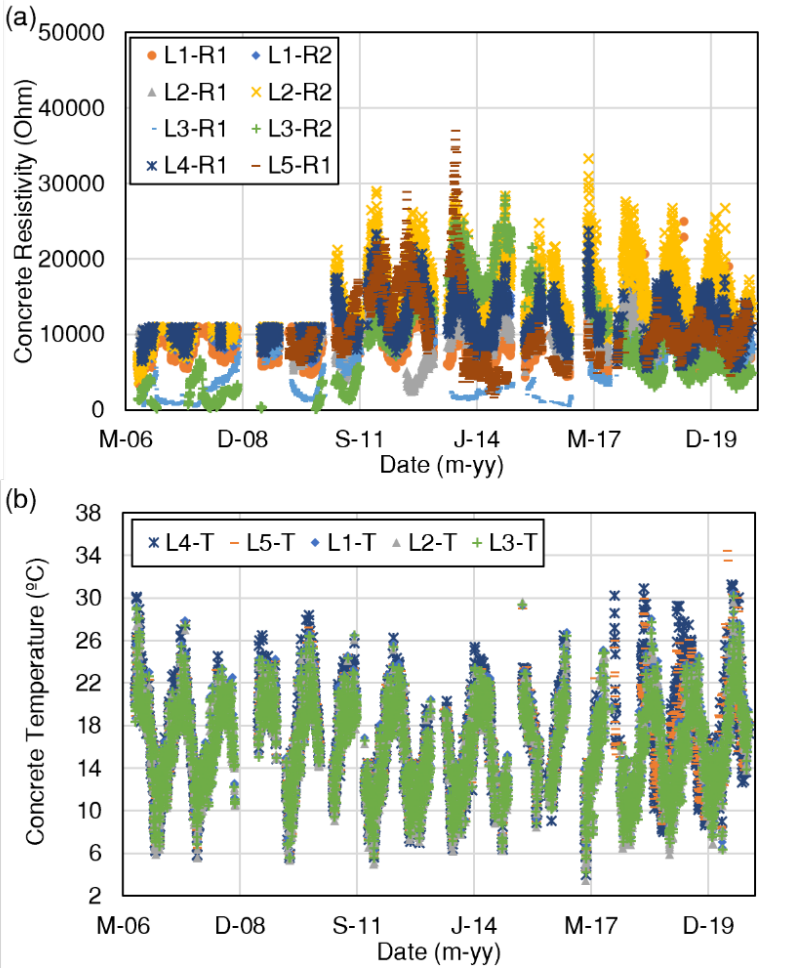 (a)
50000
40000
30000
20000
10000
0
Concrete Resistivity (Ohm)
L1-R1 L1-R2
L2-R1 L2-R2
L3-R1 L3-R2
L4-R1 L5-R1
M-06 D-08 S-11 J-14 M-17 D-19
Date (m-yy)
(b)
38
34
30
26
22
18
14
10
6
2
Concrete Temperature (ºC)
L4-T L5-T L1-T L2-T L3-T
M-06 D-08 S-11 J-14 M-17 D-19
Date (m-yy)